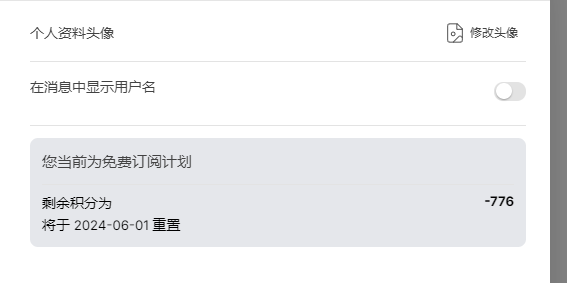 个人资料头像
修改头像
在消息中显示用户名
您当前为免费订阅计划
剩余积分为
-776
将于 2024-06-01 重置